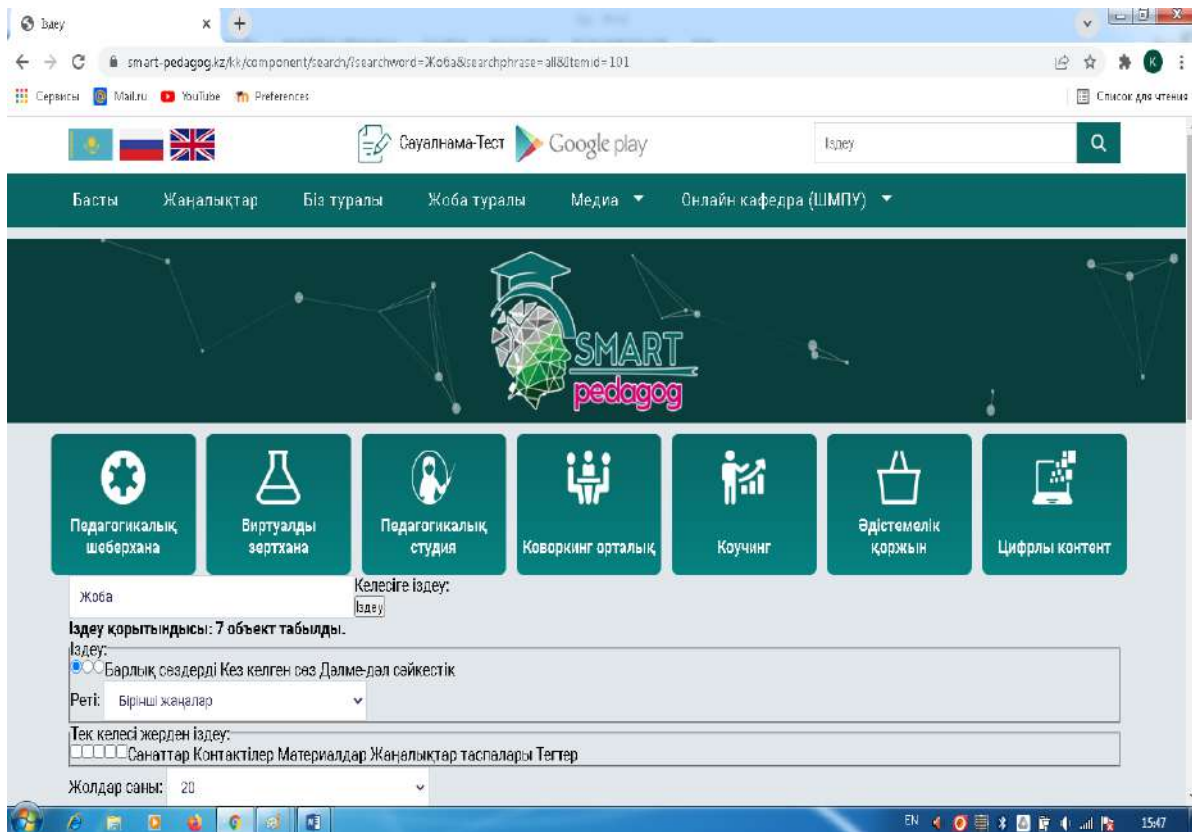 Іздеу
smart-pedagog.kz/kk/component/search/?searchword=Жоба&searchphrase=all&Itemid=101
K
Сервисы Mail.ru YouTube Preferences Список для чтения
Сауалнама-Тест Google play Іздеу
Басты Жаңалықтар Біз туралы Жоба туралы Медиа Онлайн кафедра (ШМПУ)
SMART
pedagog
Педагогикалық шеберхана
Виртуалды зертхана
Педагогикалық студия
Коворкинг орталық
Коучинг
Әдістемелік қоржын
Цифрлы контент
Жоба Келесіге іздеу:
Іздеу
Іздеу қорытындысы: 7 объект табылды.
Іздеу:
Барлық сөздерді Кез келген сөз Дәлме-дәл сәйкестік
Реті: Бірінші жаңалар
Тек келесі жерден іздеу:
Санаттар Контактілер Материалдар Жаңалықтар таспалары Тегтер
Жолдар саны: 20
EN 15:47